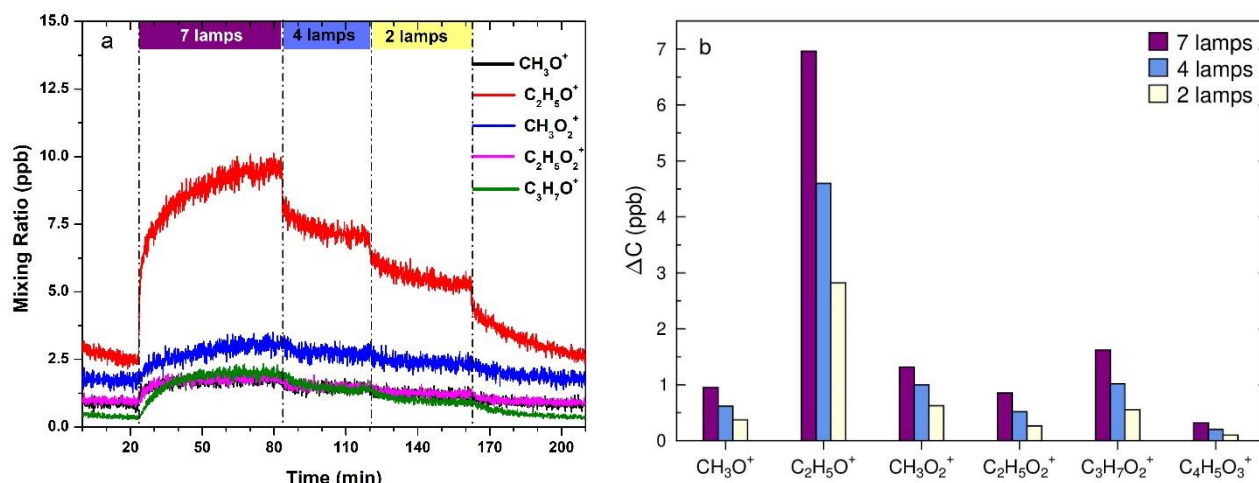 a
7 lamps 4 lamps 2 lamps
CH₃O⁺
C₂H₅O⁺
CH₃O₂⁺
C₂H₅O₂⁺
C₃H₇O⁺
15.0
12.5
10.0
7.5
5.0
2.5
0.0
Mixing Ratio (ppb)
20 50 80 110 140 170 200
Time (min)
b
7 lamps
4 lamps
2 lamps
7
6
5
4
3
2
1
0
ΔC (ppb)
CH₃O⁺ C₂H₅O⁺ CH₃O₂⁺ C₂H₅O₂⁺ C₃H₇O₂⁺ C₄H₅O₃⁺